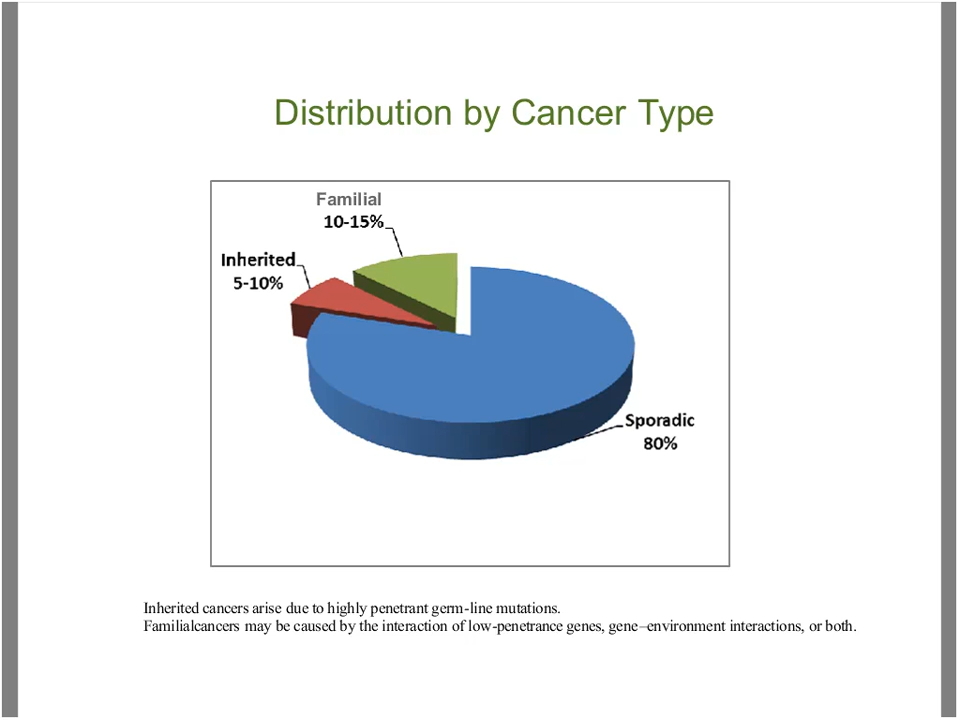 Distribution by Cancer Type
Familial
10-15%
Inherited
5-10%
Sporadic
80%
Inherited cancers arise due to highly penetrant germ-line mutations.
Familialcancers may be caused by the interaction of low-penetrance genes, gene–environment interactions, or both.